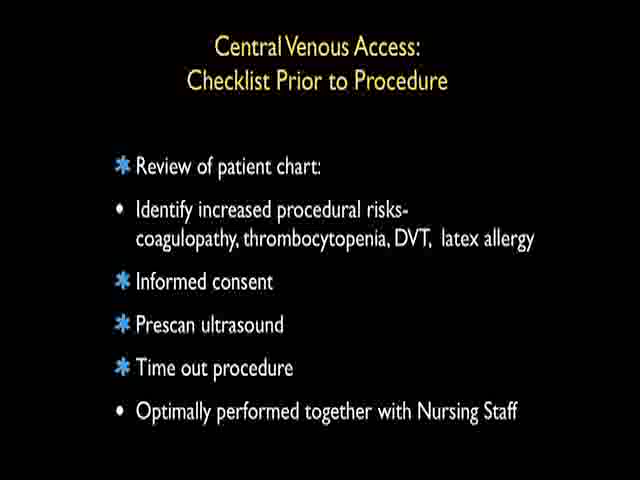 Central Venous Access:
Checklist Prior to Procedure
* Review of patient chart:
• Identify increased procedural risks-
coagulopathy, thrombocytopenia, DVT, latex allergy
* Informed consent
* Prescan ultrasound
* Time out procedure
• Optimally performed together with Nursing Staff